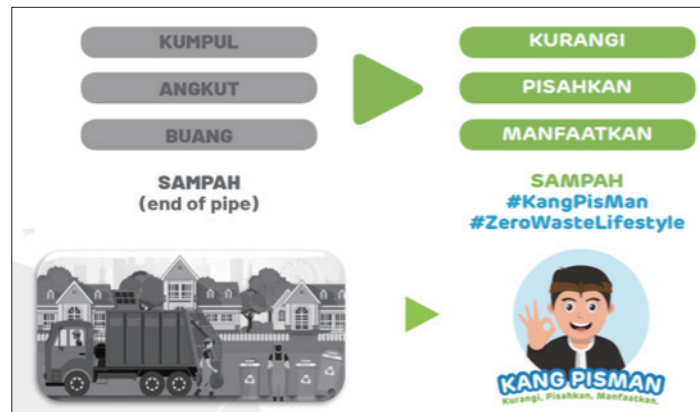 KUMPUL
ANGKUT
BUANG
SAMPAH
(end of pipe)
KURANGI
PISAHKAN
MANFAATKAN
SAMPAH
#KangPisMan
#ZeroWasteLifestyle
KANG PISMAN
Kurangi, Pisahkan, Manfaatkan.